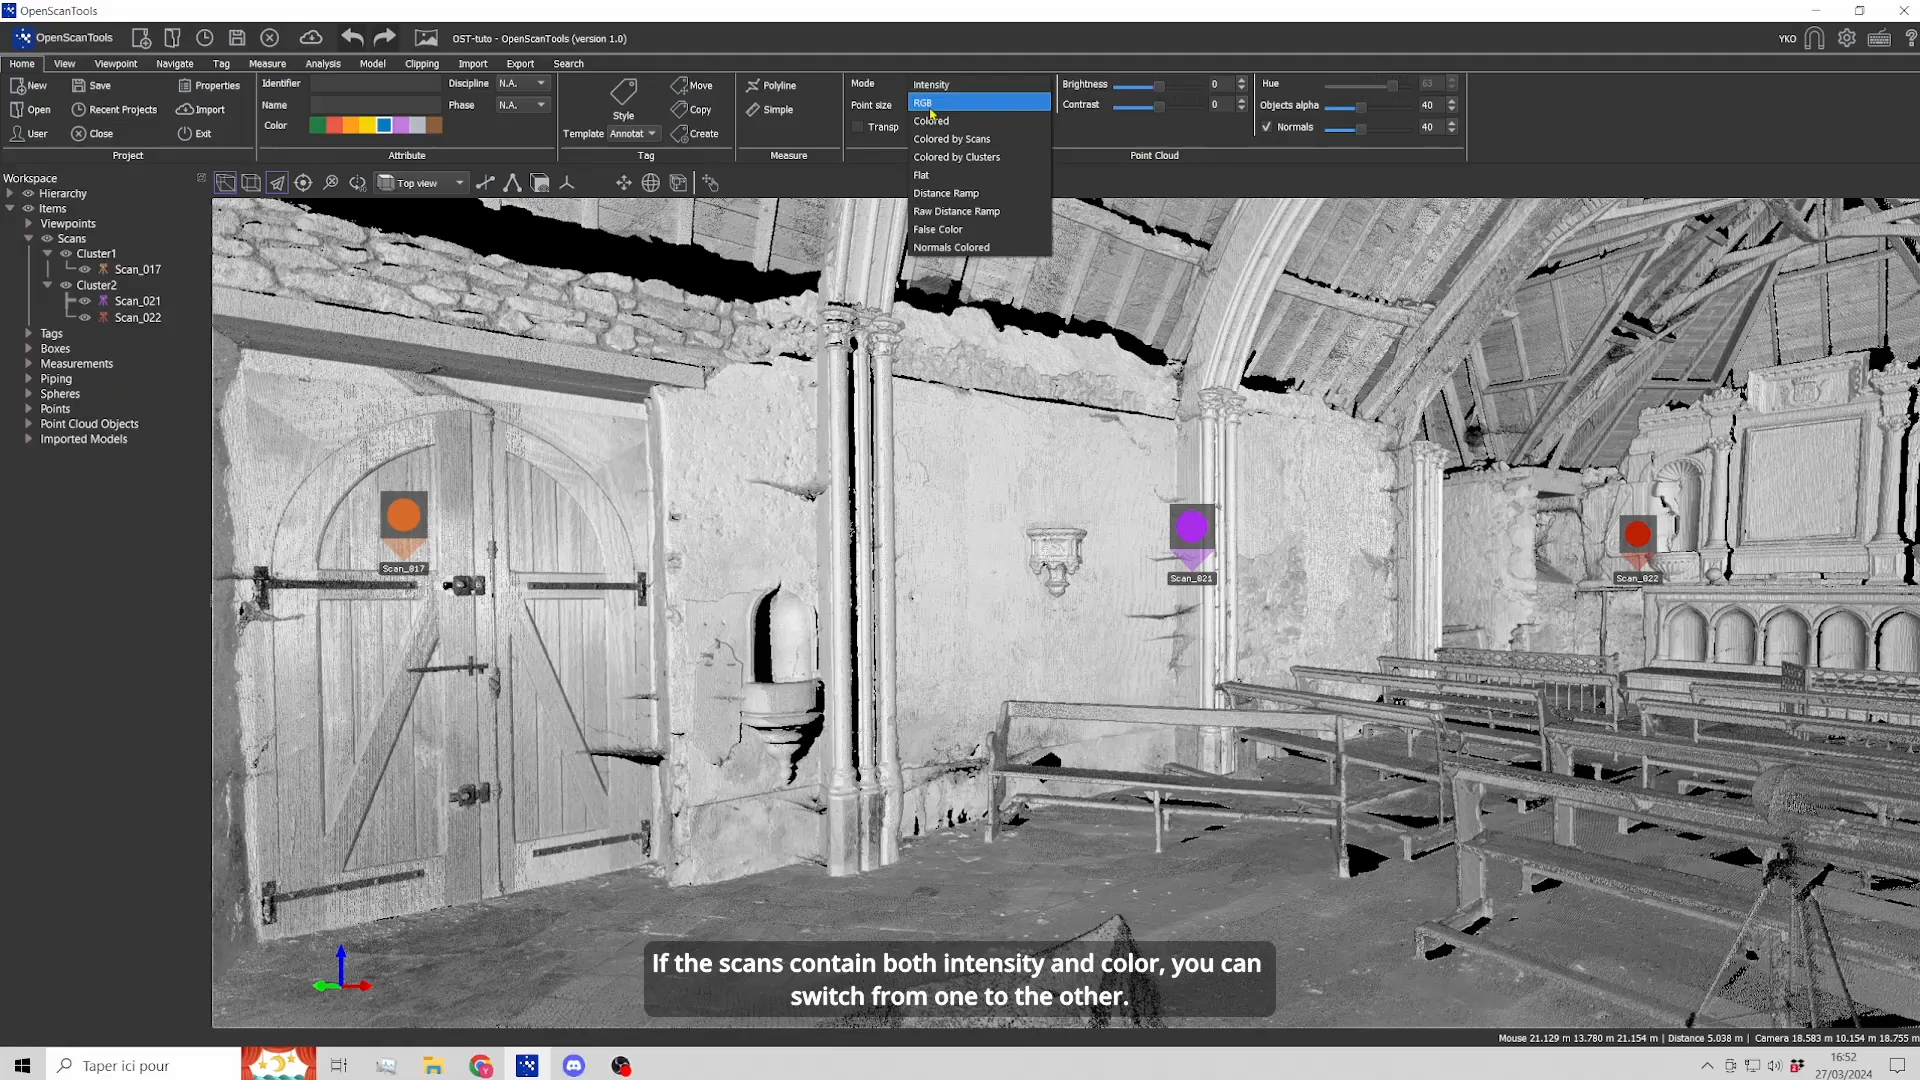 OpenScanTools
OpenScanTools
OST-tuto - OpenScanTools (version 1.0)
YKO
Home View Viewpoint Navigate Tag Measure Analysis Model Clipping Import Export Search
New Save Properties
Open Recent Projects Import
User Close Exit
Project
Identifier Discipline N.A.
Name Phase N.A.
Color
Attribute
Style
Template Annotat
Move
Copy
Create
Tag
Polyline
Simple
Measure
Mode
Point size
Transp
Intensity
RGB
Colored
Colored by Scans
Colored by Clusters
Flat
Distance Ramp
Raw Distance Ramp
False Color
Normals Colored
Brightness 0
Contrast 0
Hue 63
Objects alpha 40
Normals 40
Point Cloud
Top view
Workspace
Hierarchy
Items
Viewpoints
Scans
Cluster1
Scan_017
Cluster2
Scan_021
Scan_022
Tags
Boxes
Measurements
Piping
Spheres
Points
Point Cloud Objects
Imported Models
Scan_017
Scan_021
Scan_022
If the scans contain both intensity and color, you can
switch from one to the other.
Mouse 21.129 m 13.780 m 21.154 m | Distance 5.038 m | Camera 18.583 m 10.154 m 18.755 m
Taper ici pour
16:52
27/03/2024